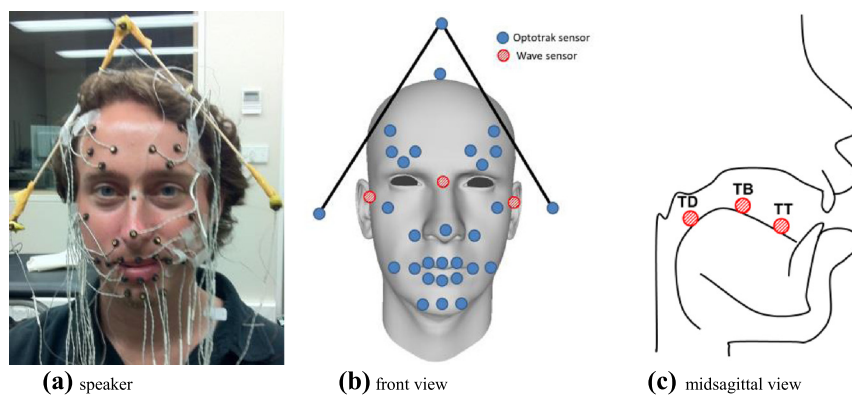 Optotrak sensor
Wave sensor
TD
TB
TT
(a) speaker
(b) front view
(c) midsagittal view